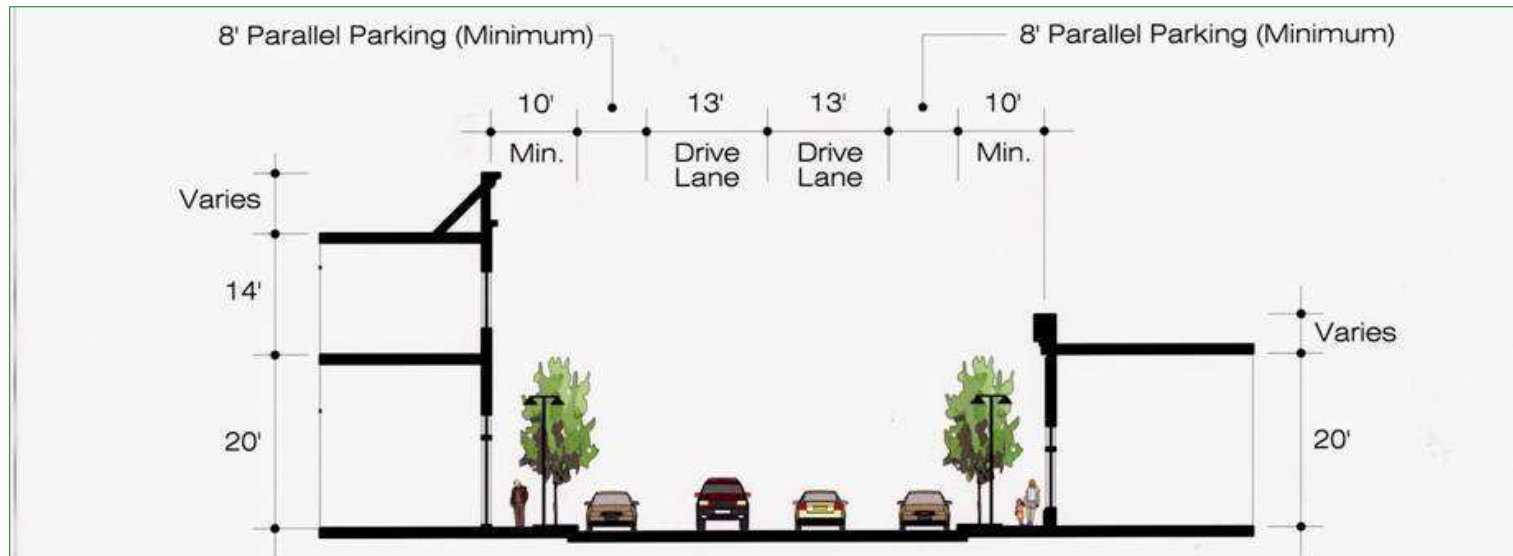 8' Parallel Parking (Minimum)
8' Parallel Parking (Minimum)
10'
13'
13'
10'
Min.
Drive
Lane
Drive
Lane
Min.
Varies
14'
20'
Varies
20'